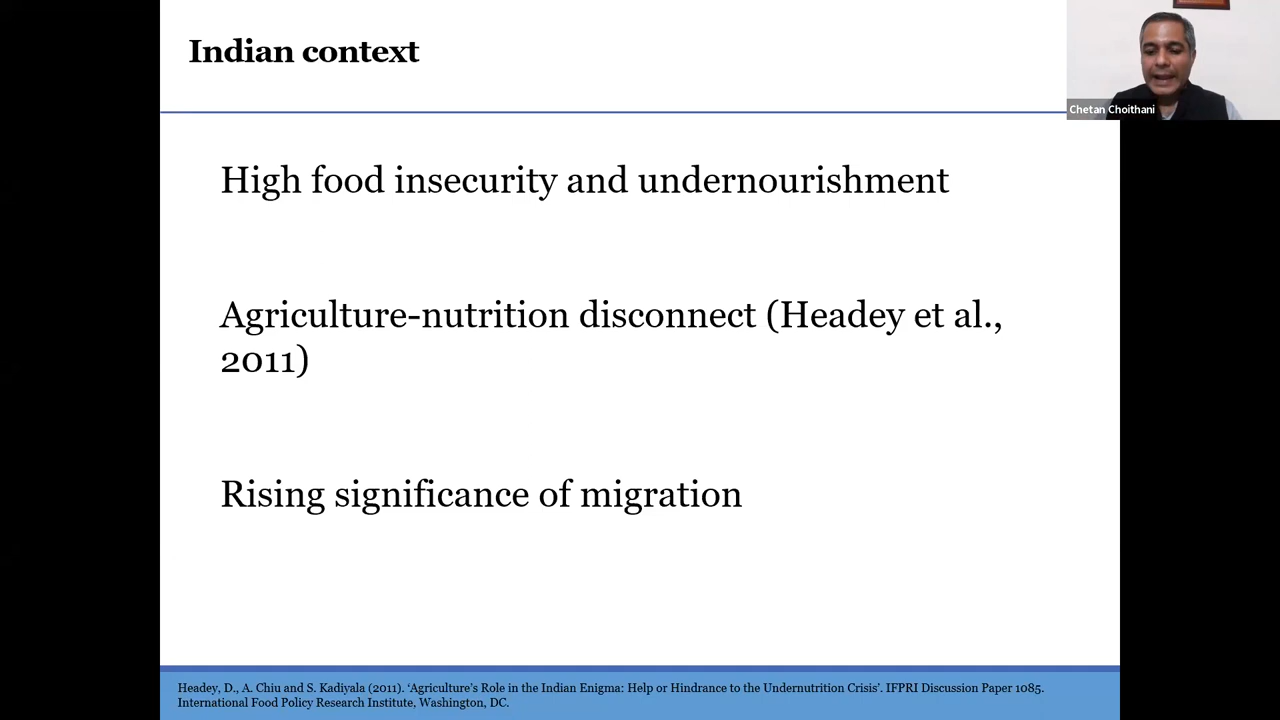 Indian context
Chetan Choithani
High food insecurity and undernourishment
Agriculture-nutrition disconnect (Headey et al.,
2011)
Rising significance of migration
Headey, D., A. Chiu and S. Kadiyala (2011). ‘Agriculture’s Role in the Indian Enigma: Help or Hindrance to the Undernutrition Crisis’. IFPRI Discussion Paper 1085.
International Food Policy Research Institute, Washington, DC.